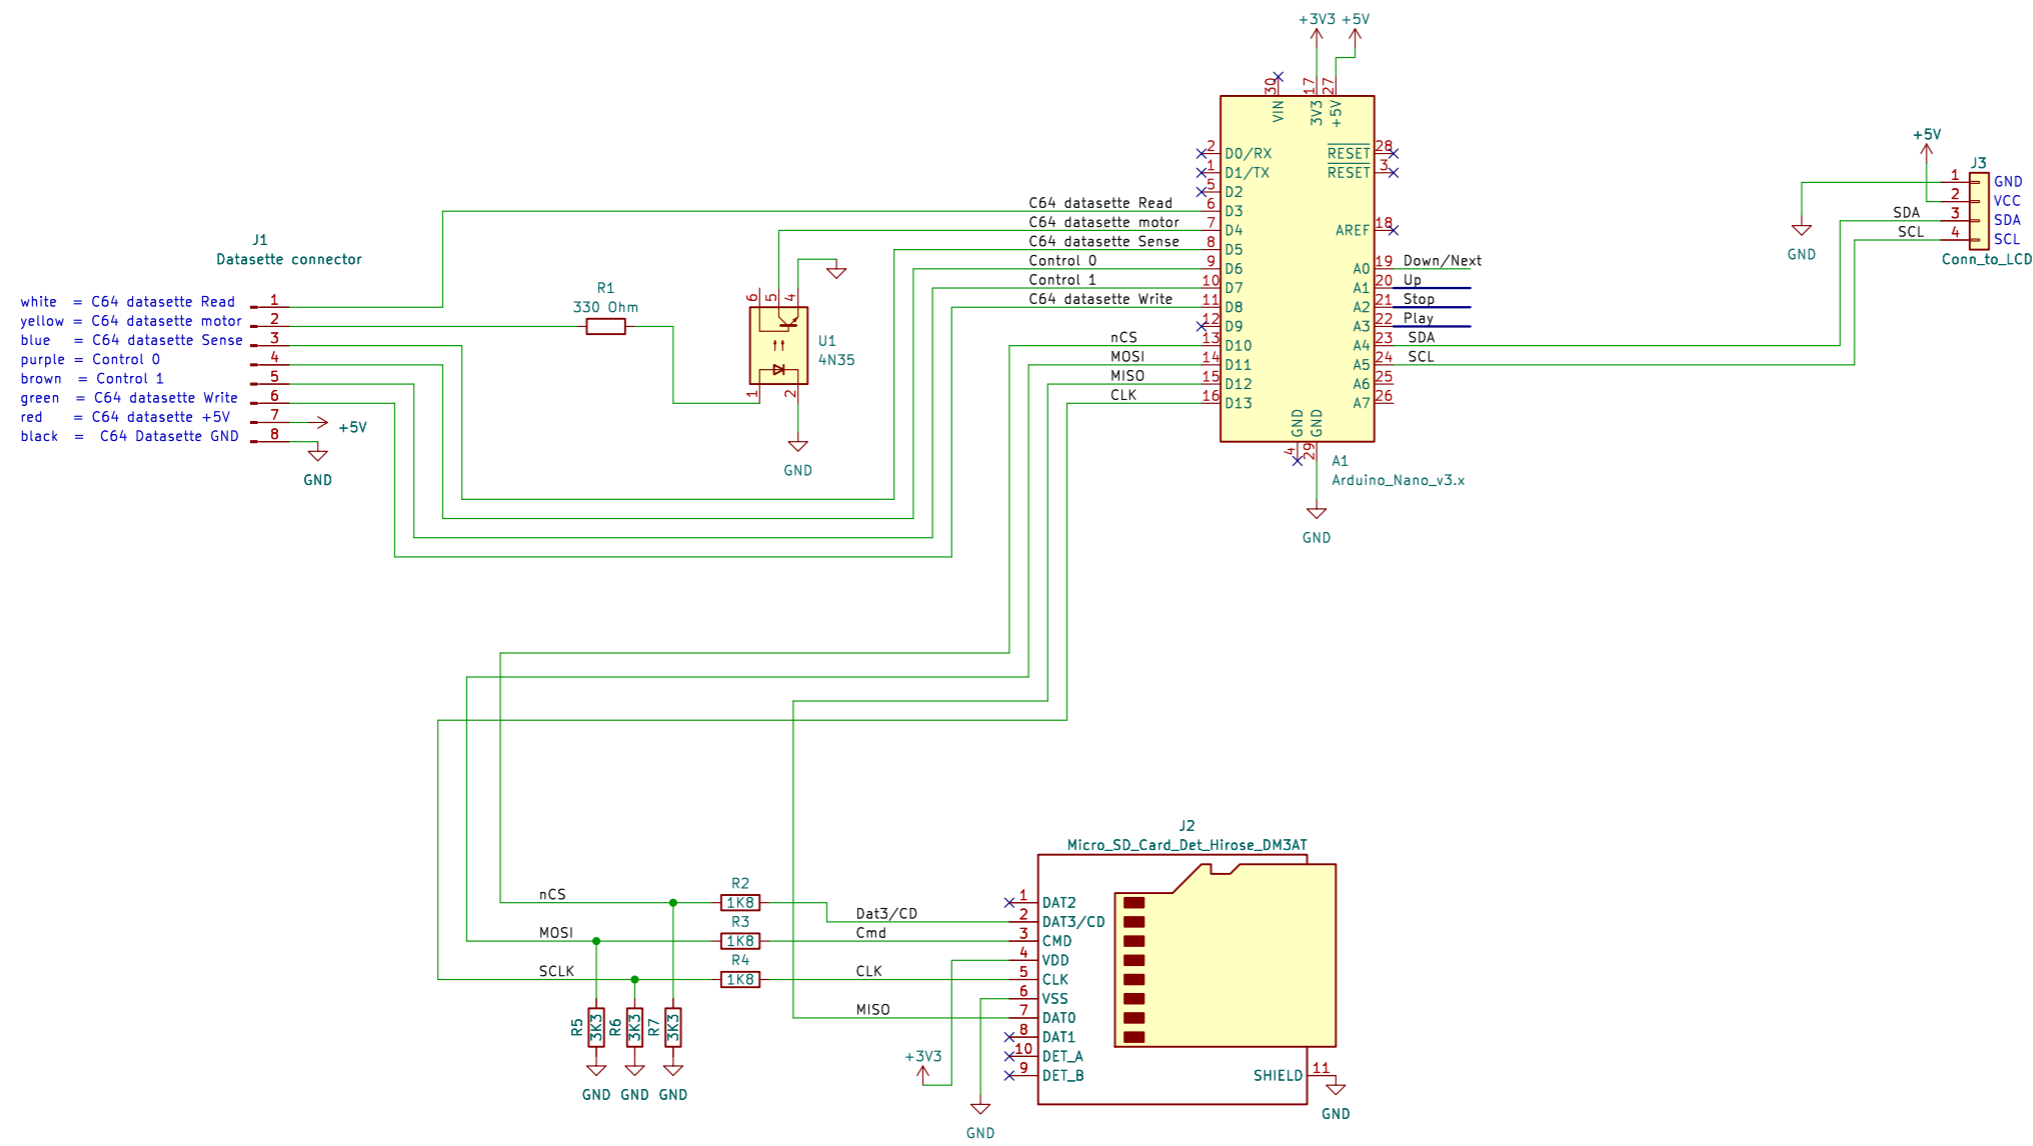 +3V3 +5V
30
17
27
VIN
3V3
+5V
2 D0/RX
1 D1/TX
5 D2
6 D3
7 D4
8 D5
9 D6
10 D7
11 D8
12 D9
13 D10
14 D11
15 D12
16 D13
RESET 28
RESET 3
AREF 18
A0 19
A1 20
A2 21
A3 22
A4 23
A5 24
A6 25
A7 26
GND
GND
4
29
A1
Arduino_Nano_v3.x
GND
C64 datasette Read
C64 datasette motor
C64 datasette Sense
Control 0
Control 1
C64 datasette Write
nCS
MOSI
MISO
CLK
Down/Next
Up
Stop
Play
SDA
SCL
+5V
J3
1 GND
2 VCC
3 SDA
4 SCL
SDA
SCL
GND
Conn_to_LCD
J1
Datasette connector
white = C64 datasette Read 1
yellow = C64 datasette motor 2
blue = C64 datasette Sense 3
purple = Control 0 4
brown = Control 1 5
green = C64 datasette Write 6
red = C64 datasette +5V 7
black = C64 Datasette GND 8
+5V
GND
R1
330 Ohm
6
5
4
U1
4N35
1
2
GND
J2
Micro_SD_Card_Det_Hirose_DM3AT
nCS
R2
1K8
MOSI
R3
1K8
SCLK
R4
1K8
Dat3/CD
Cmd
CLK
MISO
1 DAT2
2 DAT3/CD
3 CMD
4 VDD
5 CLK
6 VSS
7 DAT0
8 DAT1
10 DET_A
9 DET_B
SHIELD 11
R5
3K3
R6
3K3
R7
3K3
GND GND GND
+3V3
GND
GND